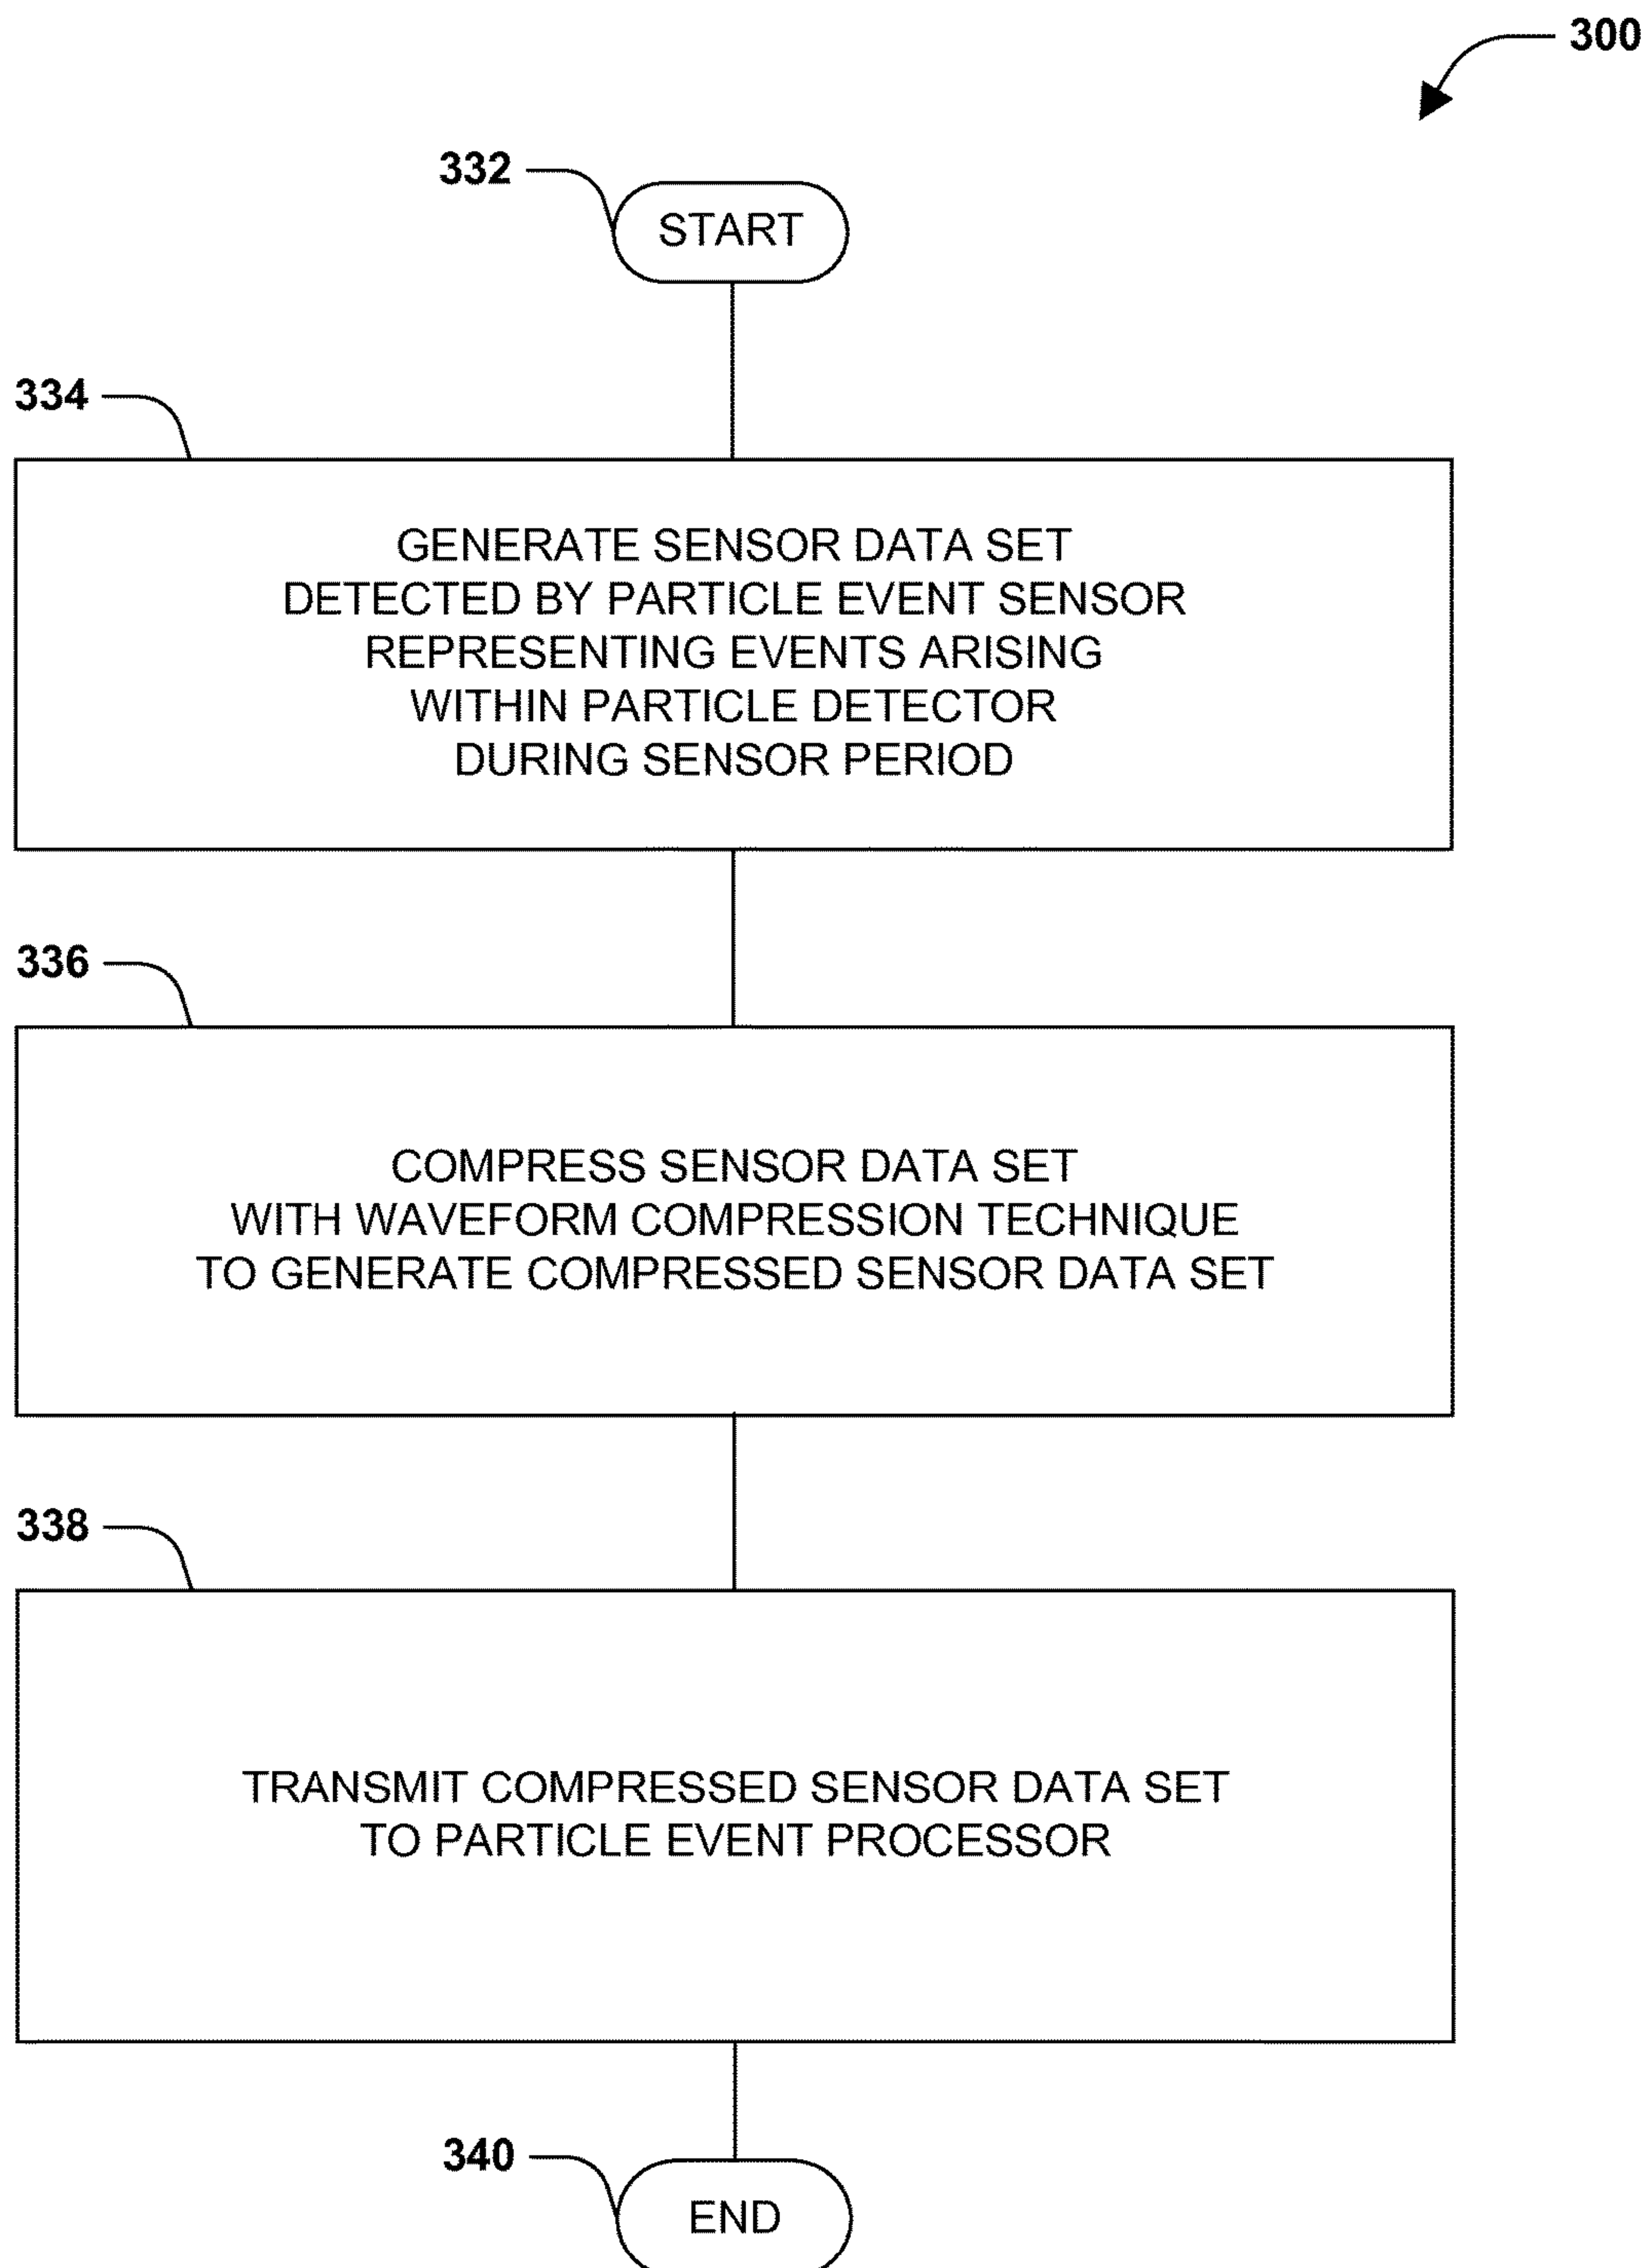 300
332
START
334
GENERATE SENSOR DATA SET
DETECTED BY PARTICLE EVENT SENSOR
REPRESENTING EVENTS ARISING
WITHIN PARTICLE DETECTOR
DURING SENSOR PERIOD
336
COMPRESS SENSOR DATA SET
WITH WAVEFORM COMPRESSION TECHNIQUE
TO GENERATE COMPRESSED SENSOR DATA SET
338
TRANSMIT COMPRESSED SENSOR DATA SET
TO PARTICLE EVENT PROCESSOR
340
END